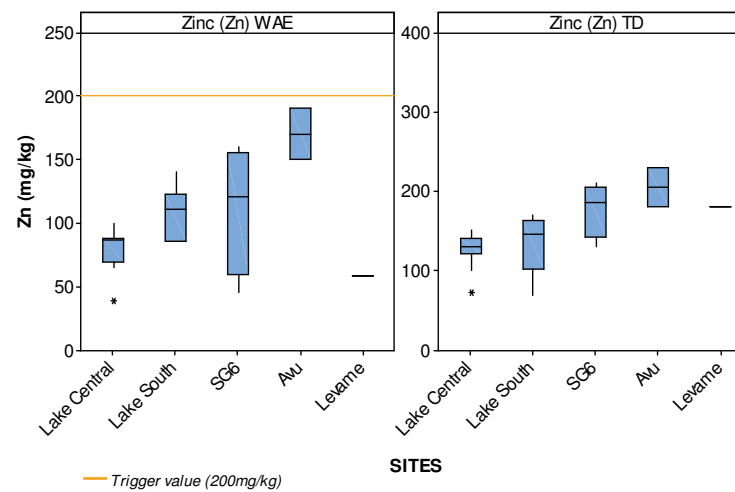 Zinc (Zn) WAE
Zinc (Zn) TD
Zn (mg/kg)
250
200
150
100
50
0
400
300
200
100
0
Lake Central
Lake South
SG6
Avu
Levame
Lake Central
Lake South
SG6
Avu
Levame
SITES
Trigger value (200mg/kg)